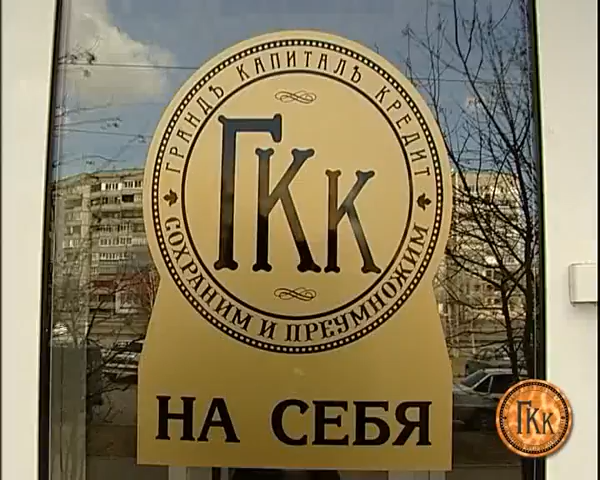 ГРАНДЪ КАПИТАЛЪ КРЕДИТ
ГКК
СОХРАНИМ И ПРЕУМНОЖИМ
НА СЕБЯ
ГКК